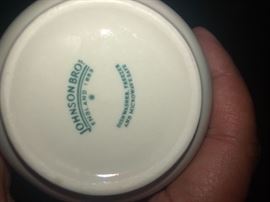 JOHNSON BROS
ENGLAND 1883
DISHWASHER, FREEZER
AND MICROWAVE SAFE